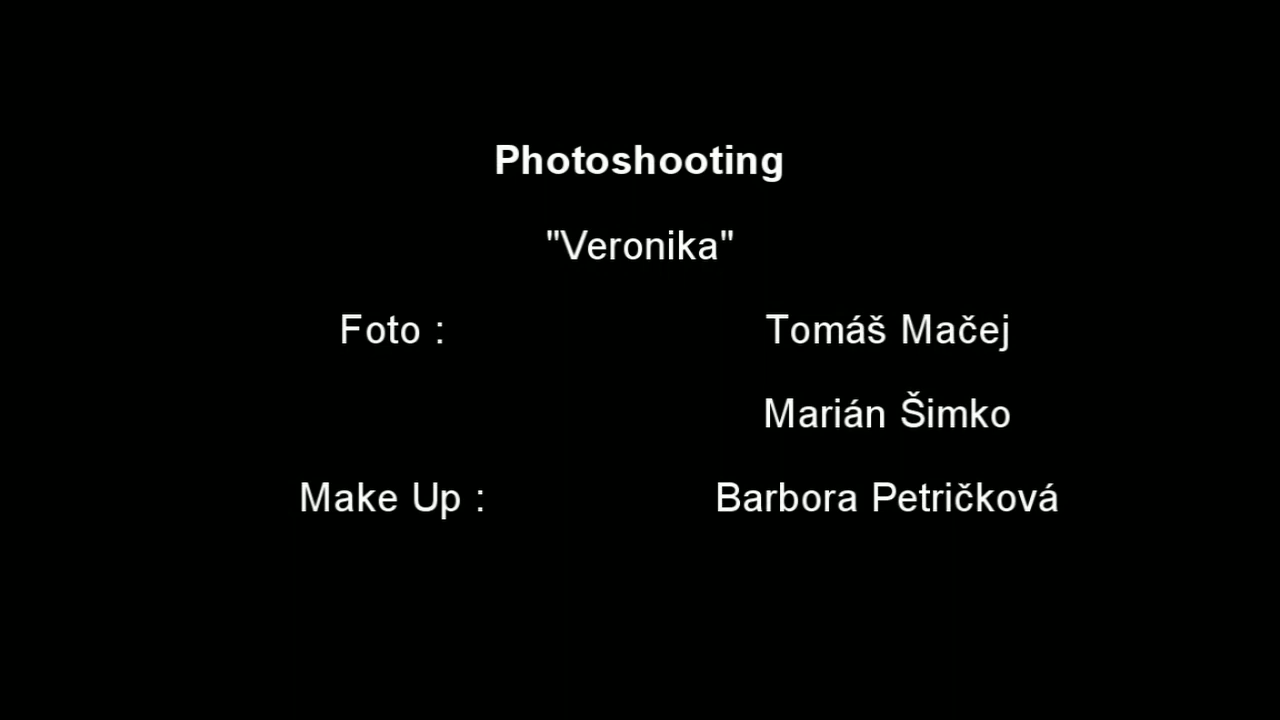 Photoshooting
"Veronika"
Foto : Tomáš Mačej
Marián Šimko
Make Up : Barbora Petričková